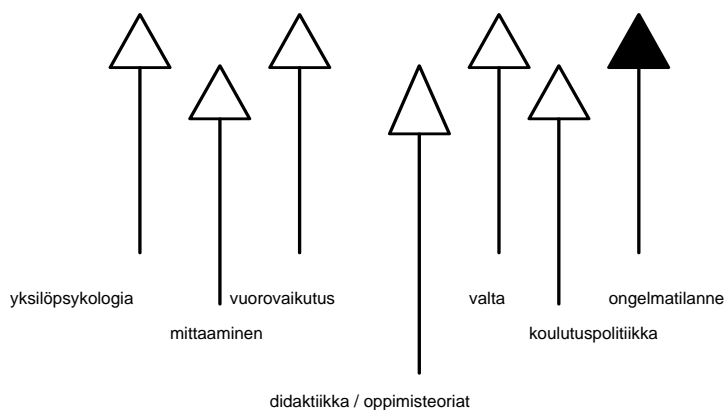 yksilöpsykologia
vuorovaikutus
valta
ongelmatilanne
mittaaminen
koulutuspolitiikka
didaktiikka / oppimisteoriat